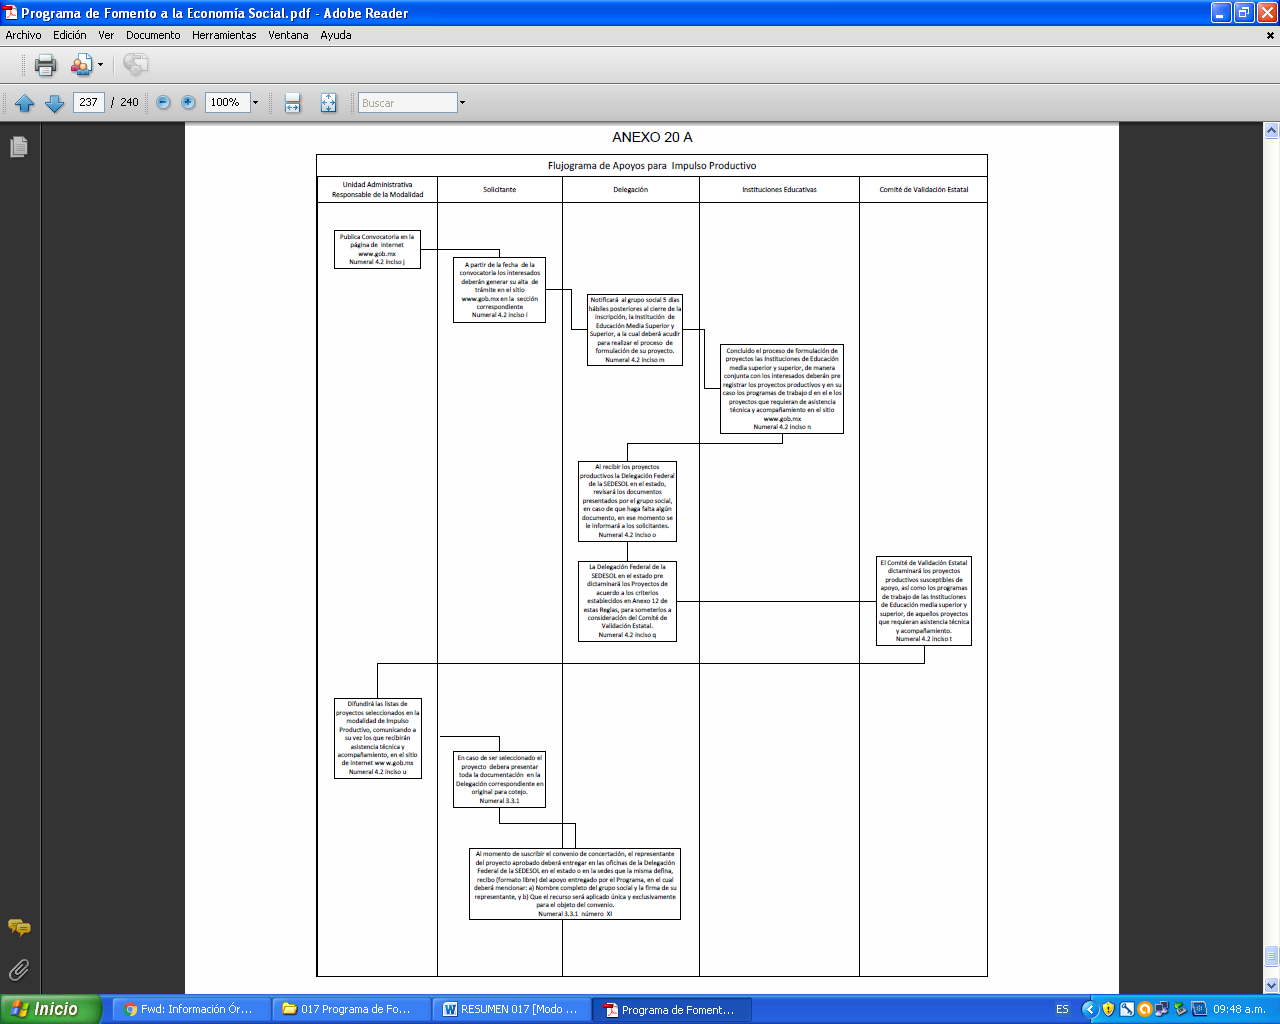 Programa de Fomento a la Economía Social.pdf - Adobe Reader
Archivo Edición Ver Documento Herramientas Ventana Ayuda
237 / 240 100% Buscar
ANEXO 20 A
Flujograma de Apoyos para Impulso Productivo
Unidad Administrativa
Responsable de la Modalidad
Solicitante
Delegación
Instituciones Educativas
Comité de Validación Estatal
Publica Convocatoria en la
página de internet
www.gob.mx
Numeral 4.2 inciso j
A partir de la fecha de la
convocatoria los interesados
deberán generar su alta de
trámite en el sitio
www.gob.mx en la sección
correspondiente
Numeral 4.2 Inciso l
Notificará al grupo social 5 días
hábiles posteriores al cierre de la
inscripción, la Institución de
Educación Media Superior y
Superior, a la cual deberá acudir
para realizar el proceso de
formulación de su proyecto.
Numeral 4.2 Inciso m
Concluido el proceso de formulación de
proyectos las Instituciones de Educación
media superior y superior, de manera
conjunta con los interesados deberán pre
registrar los proyectos productivos y en su
caso los programas de trabajo d en el e los
proyectos que requieran de asistencia
técnica y acompañamiento en el sitio
www.gob.mx
Numeral 4.2 inciso n
Al recibir los proyectos
productivos la Delegación Federal
de la SEDESOL en el estado,
revisará los documentos
presentados por el grupo social,
en caso de que haga falta algún
documento, en ese momento se
le informará a los solicitantes.
Numeral 4.2 Inciso o
La Delegación Federal de la
SEDESOL en el estado pre
dictaminará los Proyectos de
acuerdo a los criterios
establecidos en Anexo 12 de
estas Reglas, para someterlos a
consideración del Comité de
Validación Estatal.
Numeral 4.2 Inciso q
El Comité de Validación Estatal
dictaminará los proyectos
productivos susceptibles de
apoyo, así como los programas
de trabajo de las Instituciones
de Educación media superior y
superior, de aquellos proyectos
que requieran asistencia técnica
y acompañamiento.
Numeral 4.2 Inciso t
Difundirá las listas de
proyectos seleccionados en la
modalidad de Impulso
Productivo, comunicando a
su vez los que recibirán
asistencia técnica y
acompañamiento, en el sitio
de internet ww w.gob.mx
Numeral 4.2 Inciso u
En caso de ser seleccionado el
proyecto debera presentar
toda la documentación en la
Delegación correspondiente en
original para cotejo.
Numeral 3.3.1
Al momento de suscribir el convenio de concertación, el representante
del proyecto aprobado deberá entregar en las oficinas de la Delegación
Federal de la SEDESOL en el estado o en la sedes que la misma defina,
recibo (formato libre) del apoyo entregado por el Programa, en el cual
deberá mencionar: a) Nombre completo del grupo social y la firma de su
representante, y b) Que el recurso será aplicado única y exclusivamente
para el objeto del convenio.
Numeral 3.3.1 número XI
Inicio Fwd: Información Ór... 017 Programa de Fo... RESUMEN 017 [Modo ... Programa de Foment... ES 09:48 a.m.